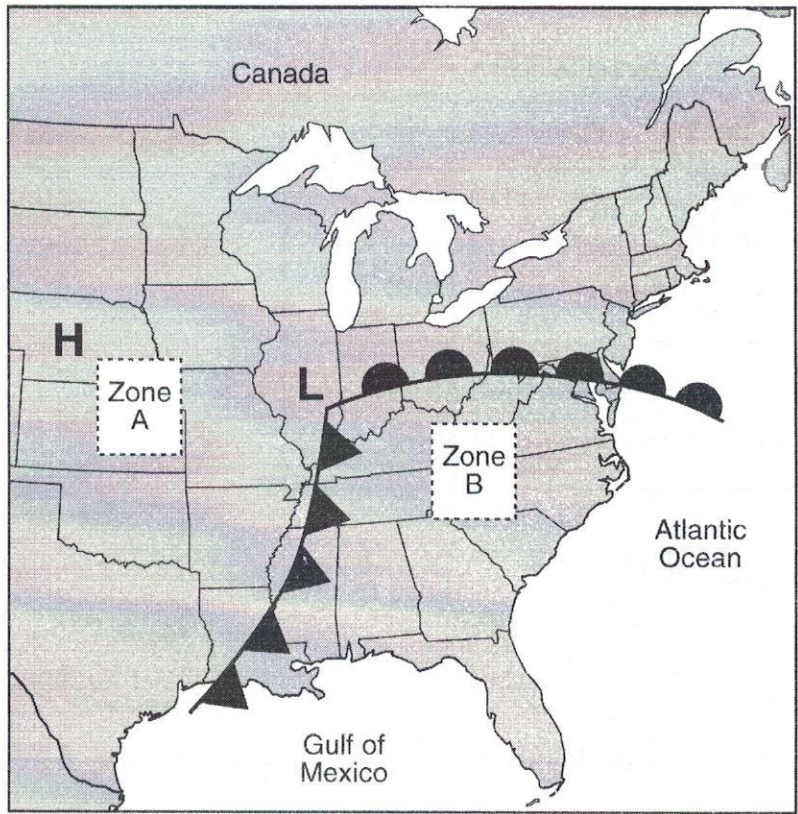 Canada
H
Zone
A
L
Zone
B
Atlantic
Ocean
Gulf of
Mexico